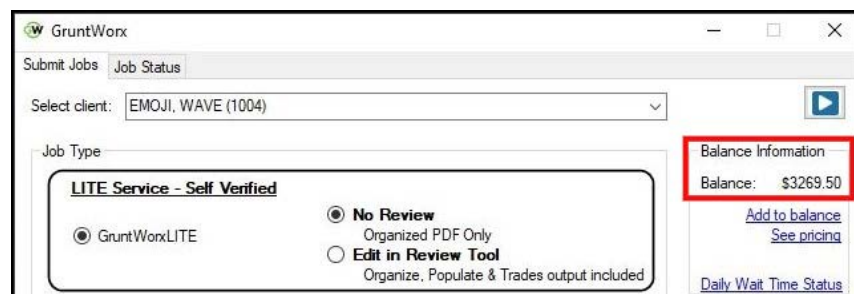 GruntWorx
Submit Jobs Job Status
Select client: EMOJI, WAVE (1004)
Job Type
LITE Service - Self Verified
GruntWorxLITE
No Review
Organized PDF Only
Edit in Review Tool
Organize, Populate & Trades output included
Balance Information
Balance: $3269.50
Add to balance
See pricing
Daily Wait Time Status